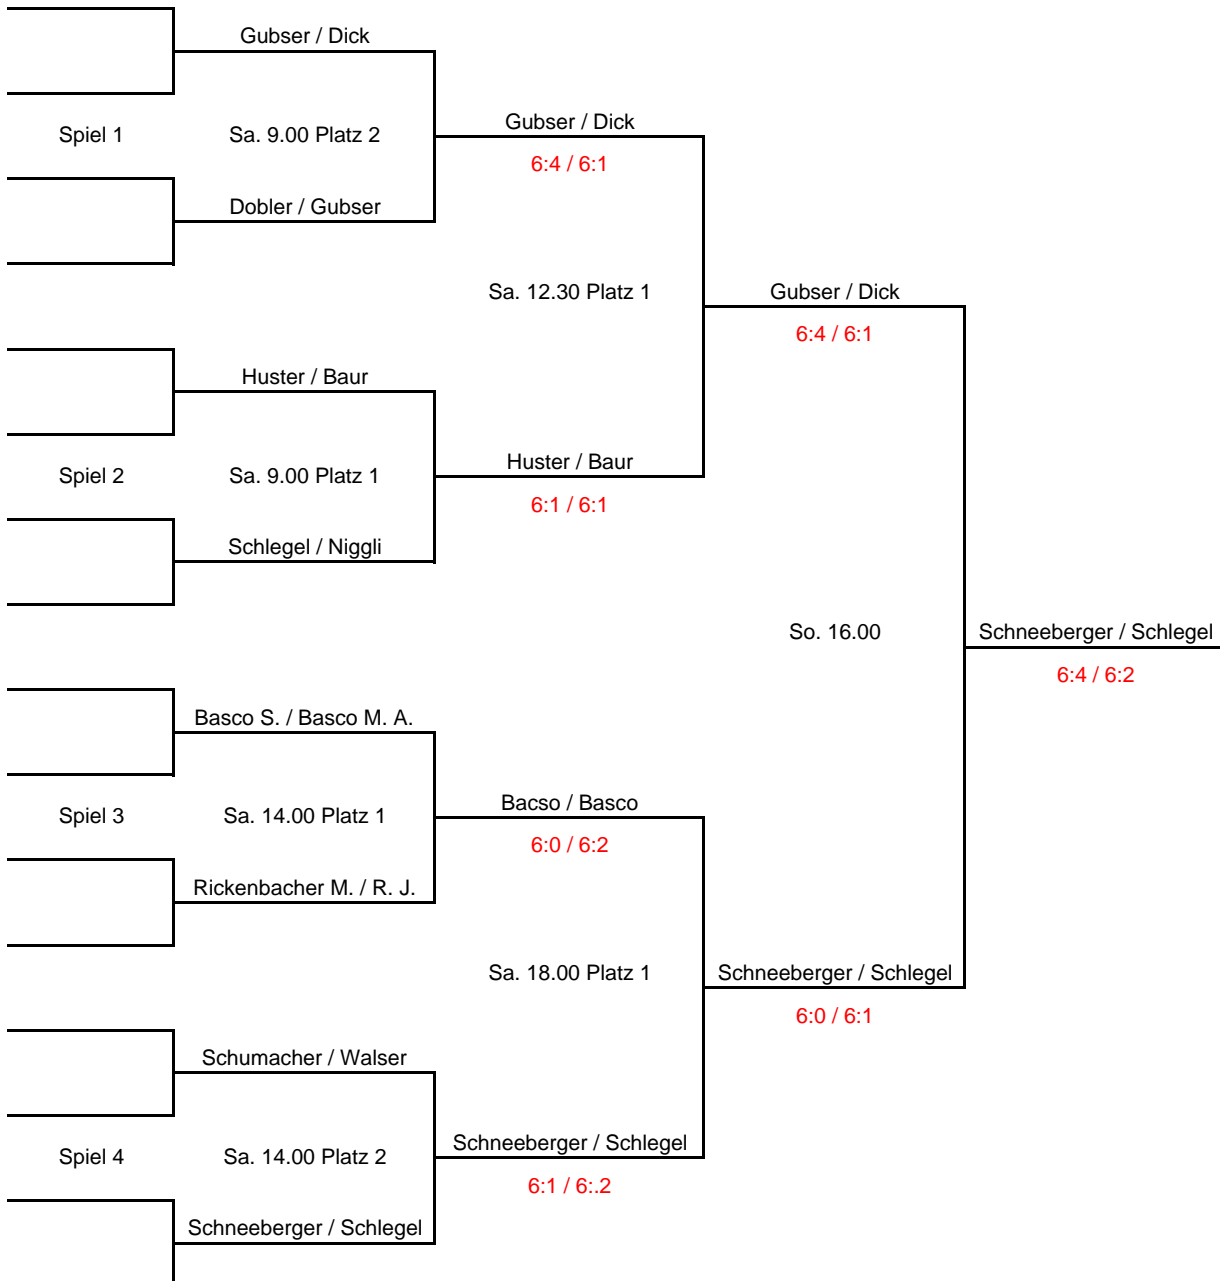 Gubser / Dick
Spiel 1
Sa. 9.00 Platz 2
Gubser / Dick
6:4 / 6:1
Dobler / Gubser
Sa. 12.30 Platz 1
Gubser / Dick
6:4 / 6:1
Huster / Baur
Spiel 2
Sa. 9.00 Platz 1
Huster / Baur
6:1 / 6:1
Schlegel / Niggli
So. 16.00
Schneeberger / Schlegel
6:4 / 6:2
Basco S. / Basco M. A.
Spiel 3
Sa. 14.00 Platz 1
Bacso / Basco
6:0 / 6:2
Rickenbacher M. / R. J.
Sa. 18.00 Platz 1
Schneeberger / Schlegel
6:0 / 6:1
Schumacher / Walser
Spiel 4
Sa. 14.00 Platz 2
Schneeberger / Schlegel
6:1 / 6:.2
Schneeberger / Schlegel